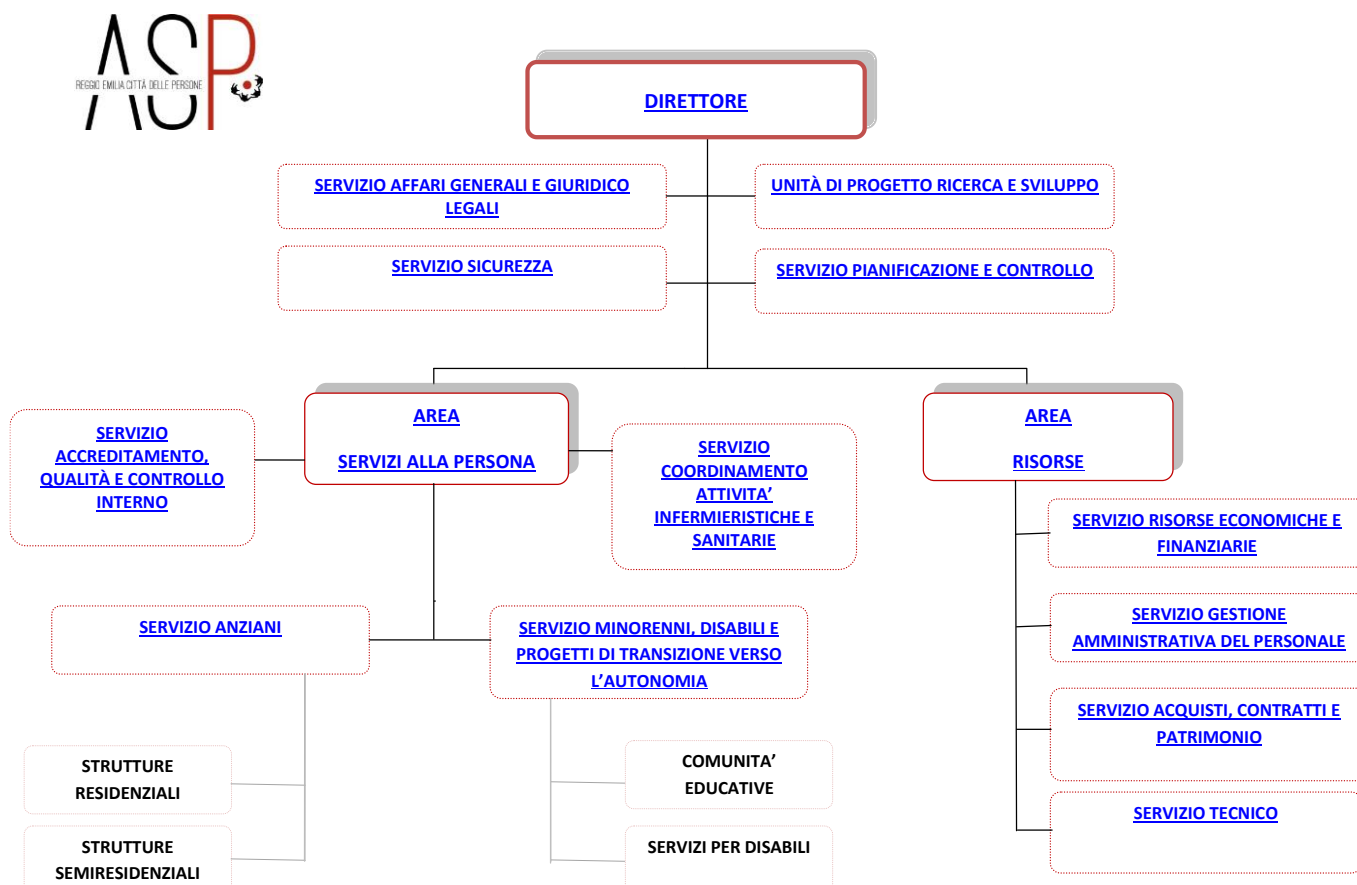 ASP
REGGIO EMILIA CITTÀ DELLE PERSONE
DIRETTORE
SERVIZIO AFFARI GENERALI E GIURIDICO
LEGALI
UNITÀ DI PROGETTO RICERCA E SVILUPPO
SERVIZIO SICUREZZA
SERVIZIO PIANIFICAZIONE E CONTROLLO
AREA
SERVIZI ALLA PERSONA
AREA
RISORSE
SERVIZIO
ACCREDITAMENTO,
QUALITÀ E CONTROLLO
INTERNO
SERVIZIO
COORDINAMENTO
ATTIVITA’
INFERMIERISTICHE E
SANITARIE
SERVIZIO RISORSE ECONOMICHE E
FINANZIARIE
SERVIZIO GESTIONE
AMMINISTRATIVA DEL PERSONALE
SERVIZIO ACQUISTI, CONTRATTI E
PATRIMONIO
SERVIZIO TECNICO
SERVIZIO ANZIANI
SERVIZIO MINORENNI, DISABILI E
PROGETTI DI TRANSIZIONE VERSO
L’AUTONOMIA
STRUTTURE
RESIDENZIALI
STRUTTURE
SEMIRESIDENZIALI
COMUNITA’
EDUCATIVE
SERVIZI PER DISABILI